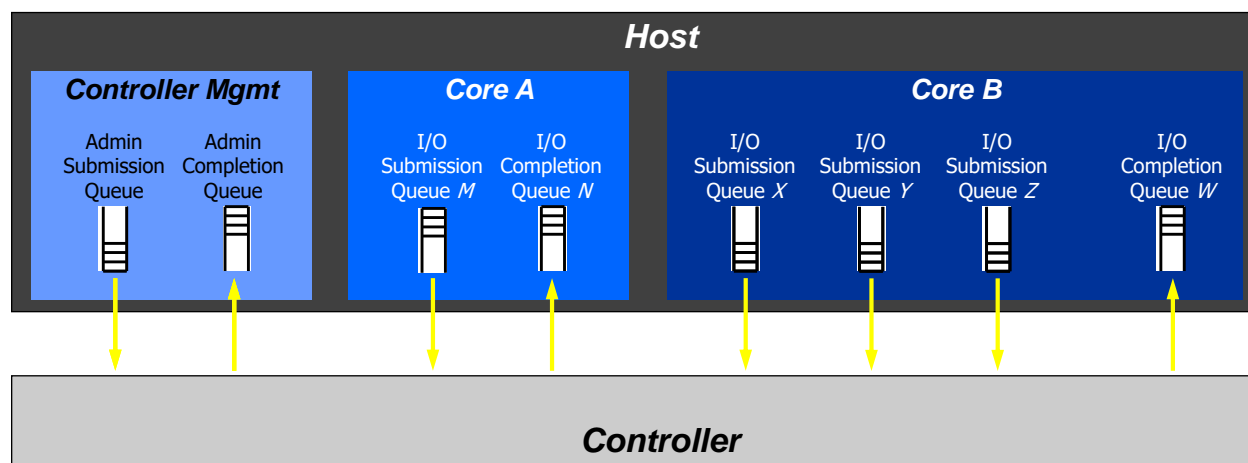 Host
Controller Mgmt
Core A
Core B
Admin
Submission
Queue
Admin
Completion
Queue
I/O
Submission
Queue M
I/O
Completion
Queue N
I/O
Submission
Queue X
I/O
Submission
Queue Y
I/O
Submission
Queue Z
I/O
Completion
Queue W
Controller